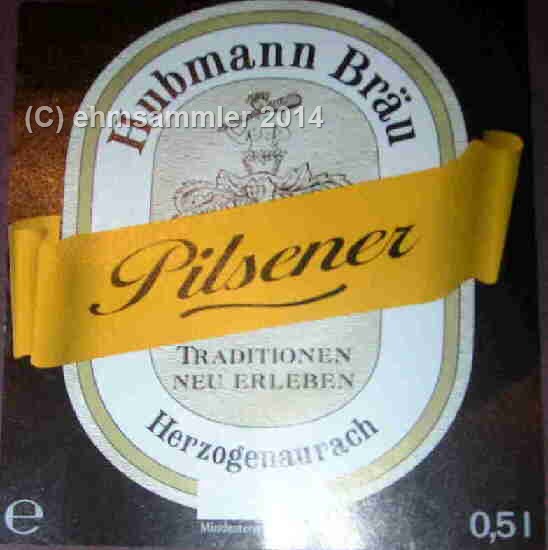 Hubmann Bräu
(C) ehmsammler 2014
Pilsener
TRADITIONEN
NEU ERLEBEN
Herzogenaurach
e 0,5 l